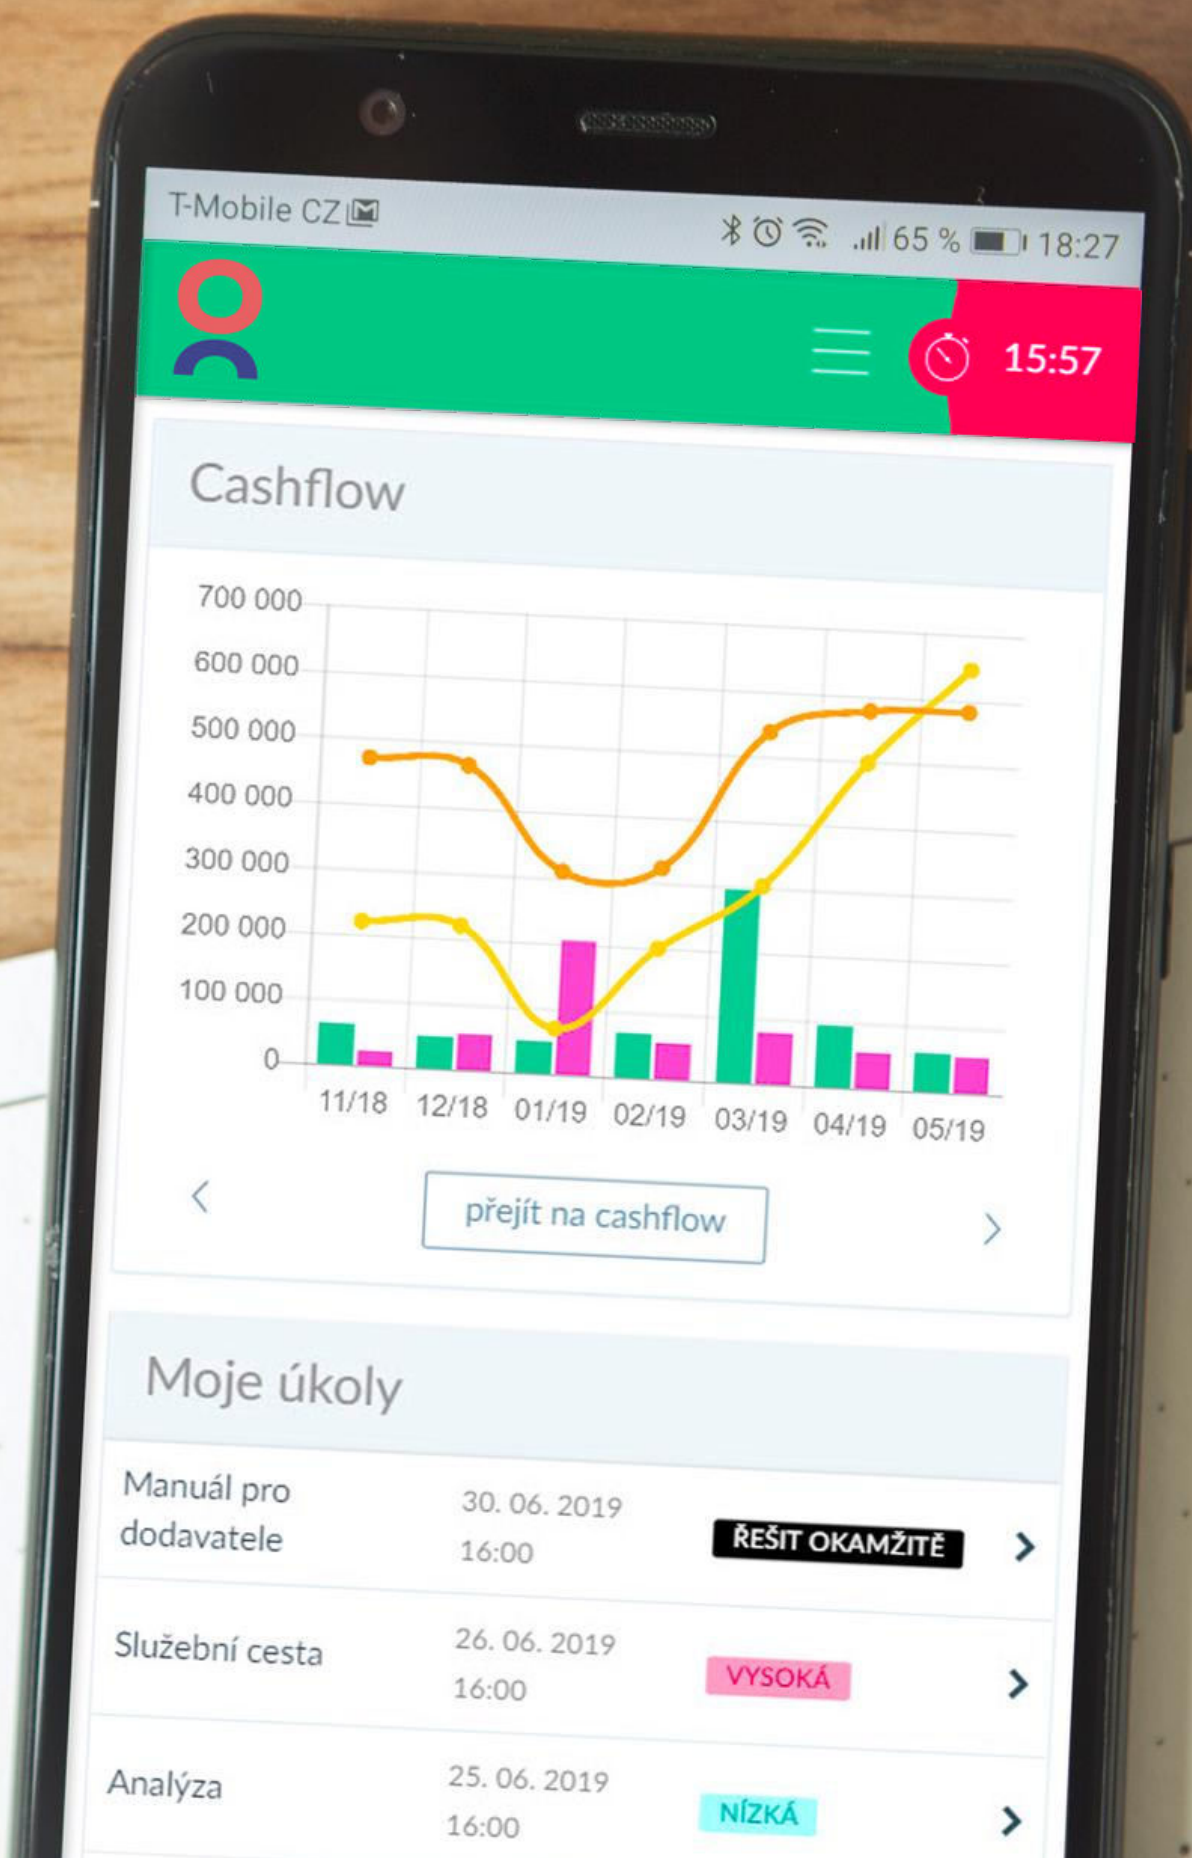 T-Mobile CZ
65 % 18:27
15:57
Cashflow
700 000
600 000
500 000
400 000
300 000
200 000
100 000
0
11/18 12/18 01/19 02/19 03/19 04/19 05/19
přejít na cashflow
Moje úkoly
Manuál pro
dodavatele
30. 06. 2019
16:00
ŘEŠIT OKAMŽITĚ
Služební cesta
26. 06. 2019
16:00
VYSOKÁ
Analýza
25. 06. 2019
16:00
NÍZKÁ